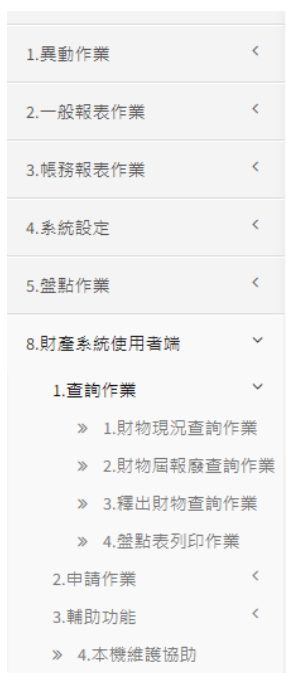 1.異動作業
2.一般報表作業
3.帳務報表作業
4.系統設定
5.盤點作業
8.財產系統使用者端
1.查詢作業
1.財物現況查詢作業
2.財物屆報廢查詢作業
3.釋出財物查詢作業
4.盤點表列印作業
2.申請作業
3.輔助功能
4.本機維護協助